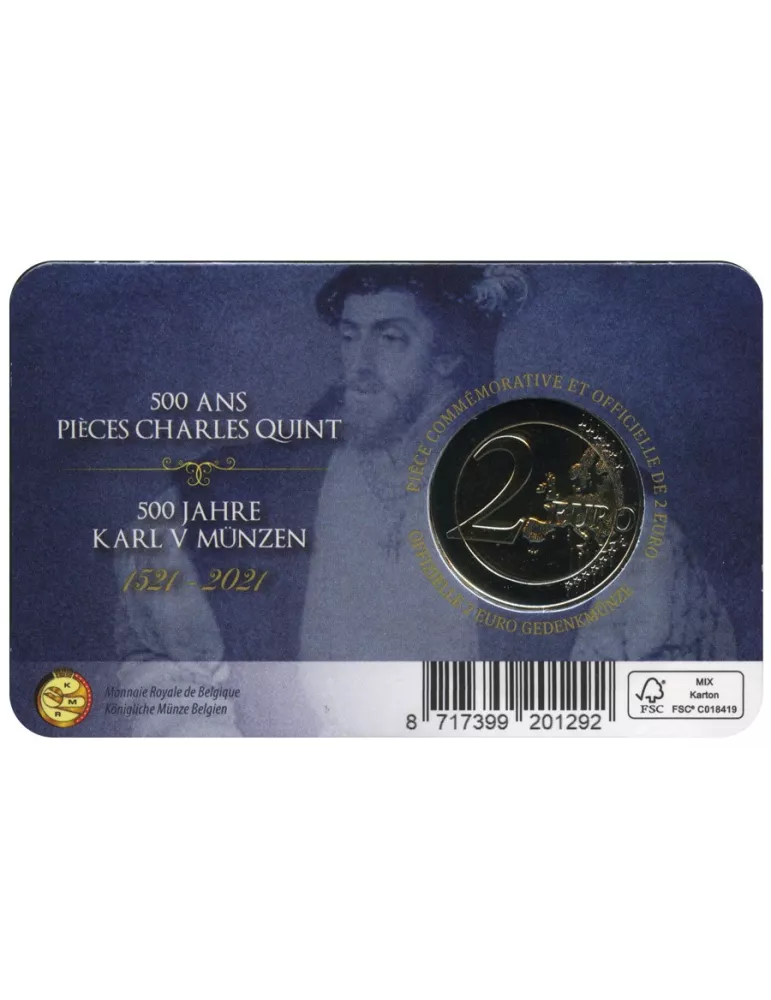 500 ANS
PIÈCES CHARLES QUINT
500 JAHRE
KARL V MÜNZEN
1521 - 2021
PIÈCE COMMÉMORATIVE ET OFFICIELLE DE 2 EURO
OFFICIELLE 2 EURO GEDENKMÜNZE
2 EURO
K
M
R
Monnaie Royale de Belgique
Königliche Münze Belgien
8 717399 201292
FSC
MIX
Karton
FSC® C018419